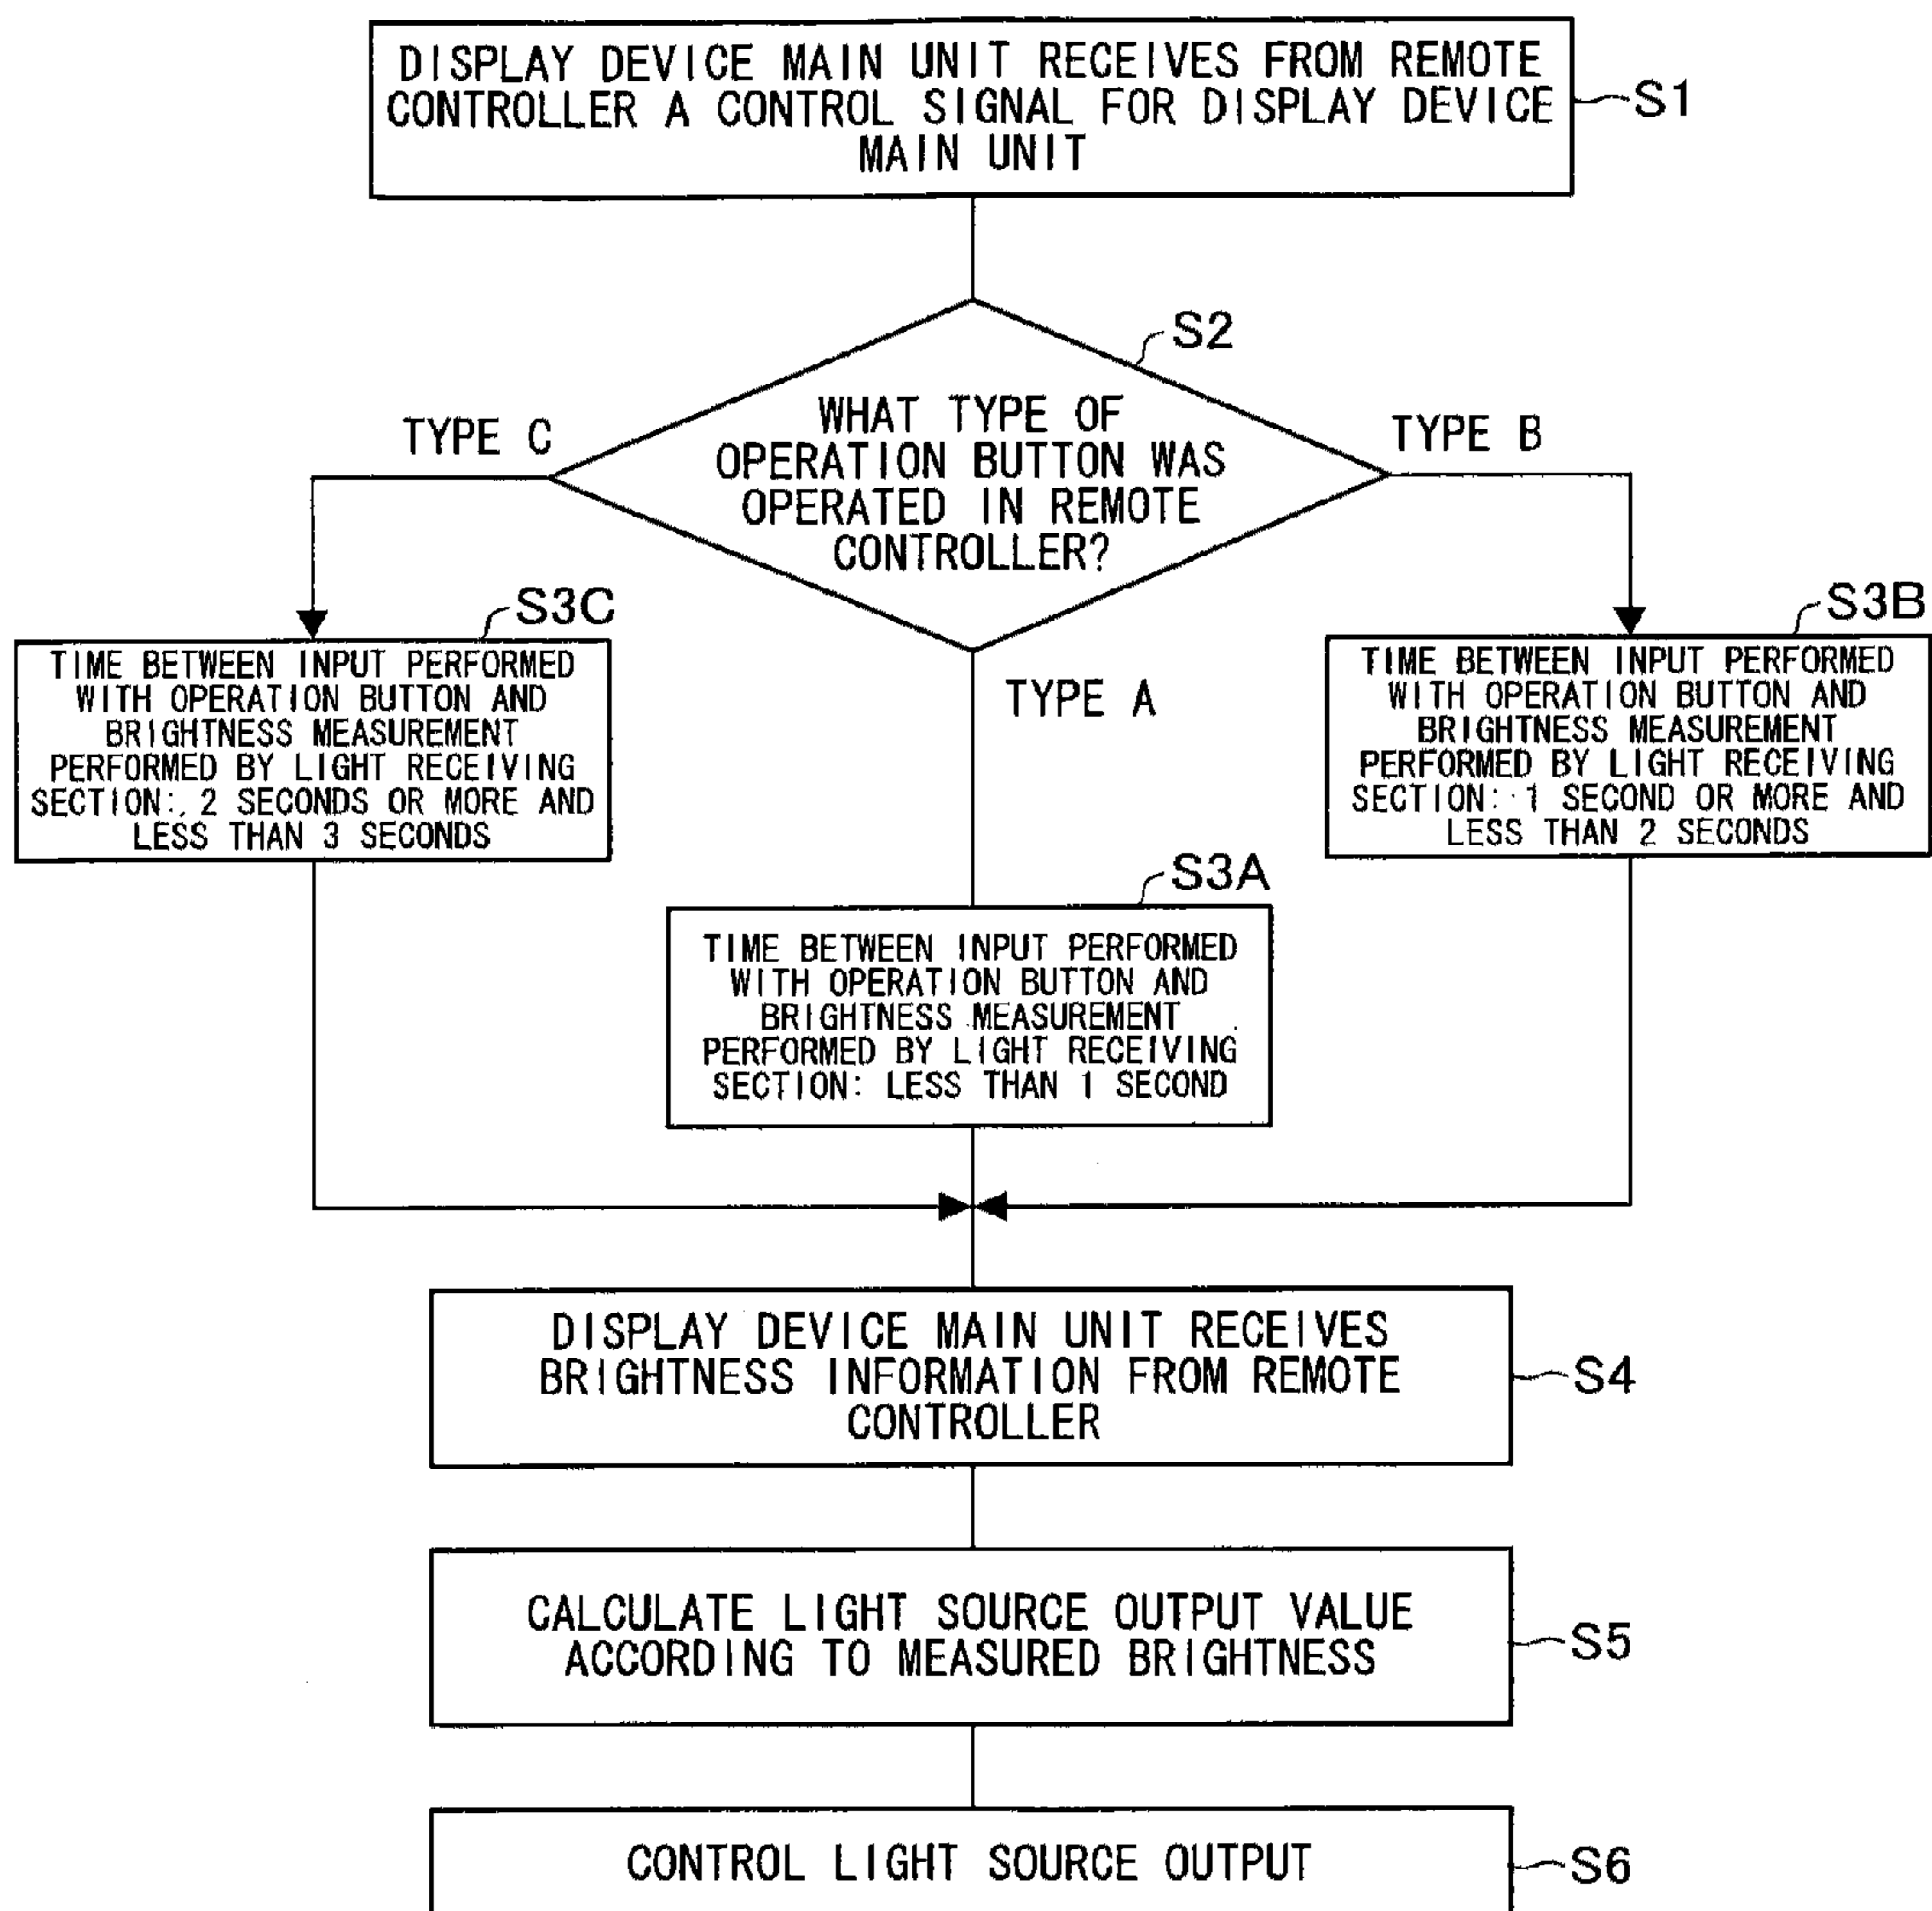 DISPLAY DEVICE MAIN UNIT RECEIVES FROM REMOTE
CONTROLLER A CONTROL SIGNAL FOR DISPLAY DEVICE
MAIN UNIT
S1
S2
WHAT TYPE OF
OPERATION BUTTON WAS
OPERATED IN REMOTE
CONTROLLER?
TYPE C
TYPE B
TYPE A
S3C
TIME BETWEEN INPUT PERFORMED
WITH OPERATION BUTTON AND
BRIGHTNESS MEASUREMENT
PERFORMED BY LIGHT RECEIVING
SECTION: 2 SECONDS OR MORE AND
LESS THAN 3 SECONDS
S3B
TIME BETWEEN INPUT PERFORMED
WITH OPERATION BUTTON AND
BRIGHTNESS MEASUREMENT
PERFORMED BY LIGHT RECEIVING
SECTION: 1 SECOND OR MORE AND
LESS THAN 2 SECONDS
S3A
TIME BETWEEN INPUT PERFORMED
WITH OPERATION BUTTON AND
BRIGHTNESS MEASUREMENT
PERFORMED BY LIGHT RECEIVING
SECTION: LESS THAN 1 SECOND
DISPLAY DEVICE MAIN UNIT RECEIVES
BRIGHTNESS INFORMATION FROM REMOTE
CONTROLLER
S4
CALCULATE LIGHT SOURCE OUTPUT VALUE
ACCORDING TO MEASURED BRIGHTNESS
S5
CONTROL LIGHT SOURCE OUTPUT
S6